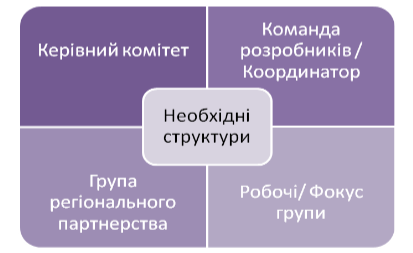 Керівний комітет
Команда
розробників /
Координатор
Необхідні
структури
Група
регіонального
партнерства
Робочі/ Фокус
групи